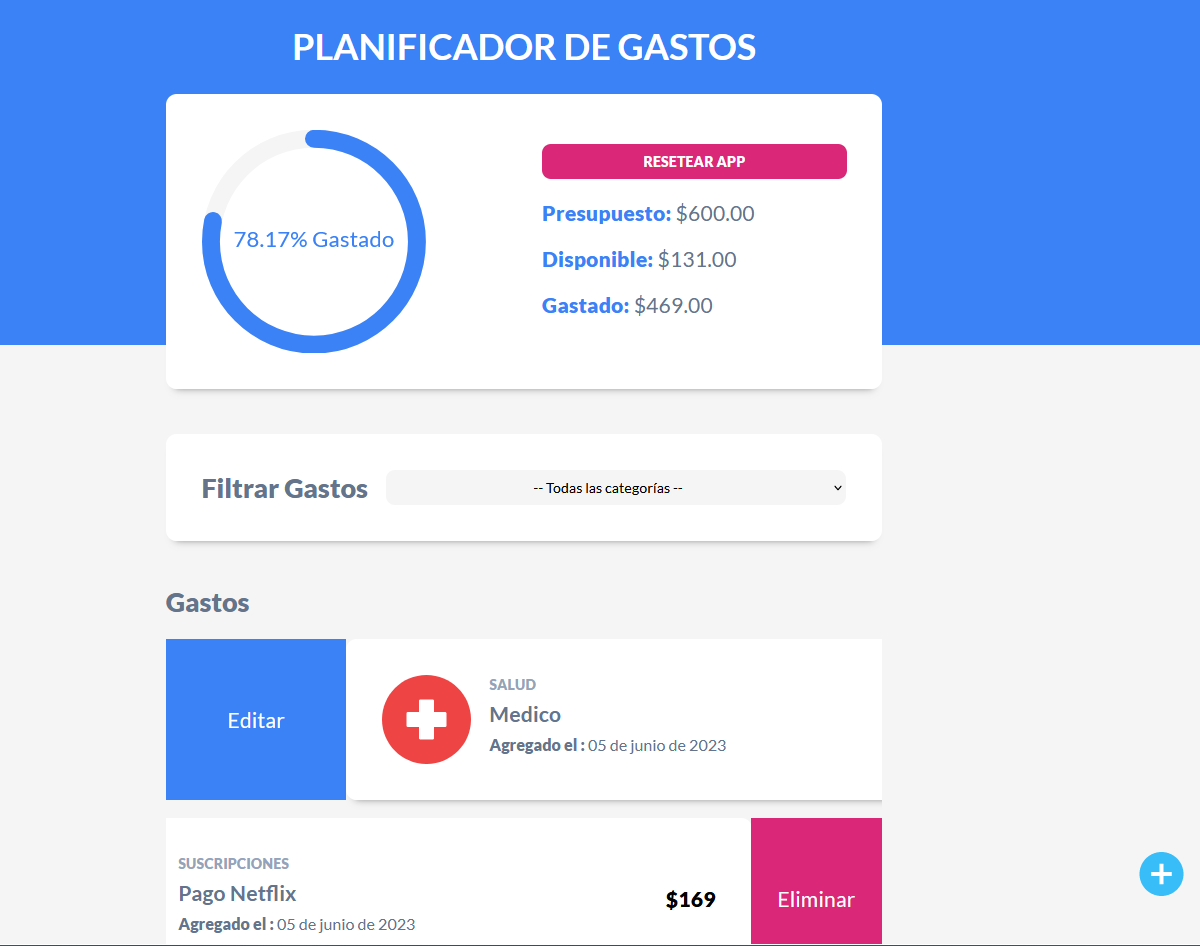 PLANIFICADOR DE GASTOS
78.17% Gastado
RESETEAR APP
Presupuesto: $600.00
Disponible: $131.00
Gastado: $469.00
Filtrar Gastos
-- Todas las categorías --
Gastos
Editar
SALUD
Medico
Agregado el : 05 de junio de 2023
SUSCRIPCIONES
Pago Netflix
Agregado el : 05 de junio de 2023
$169
Eliminar